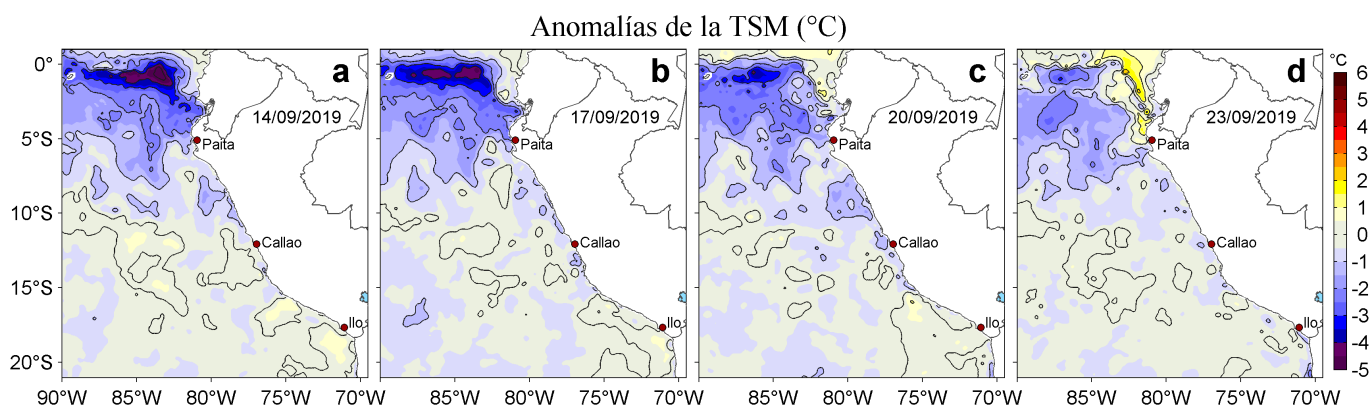 Anomalías de la TSM (°C)
a
b
c
d
°C
14/09/2019
17/09/2019
20/09/2019
23/09/2019
Paita
Paita
Paita
Paita
Callao
Callao
Callao
Callao
Ilo
Ilo
Ilo
Ilo
0°
5°S
10°S
15°S
20°S
90°W 85°W 80°W 75°W 70°W
85°W 80°W 75°W 70°W
85°W 80°W 75°W 70°W
85°W 80°W 75°W 70°W
6
5
4
3
2
1
0
-1
-2
-3
-4
-5